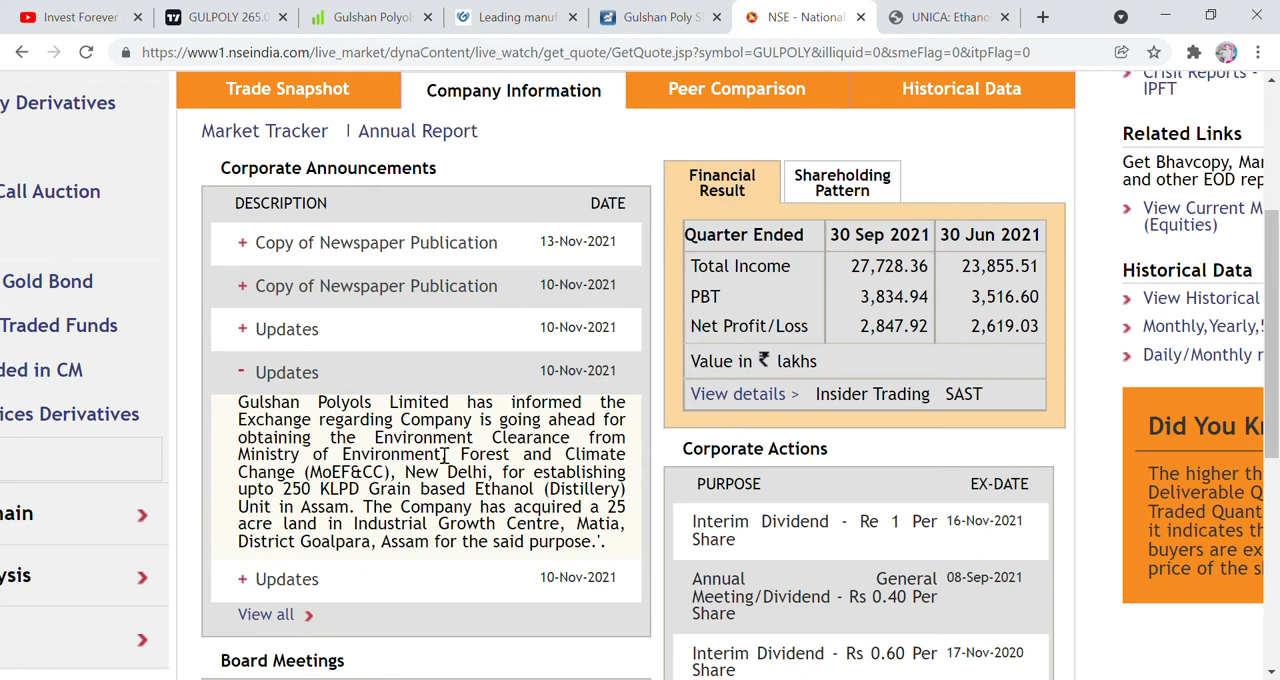 Invest Forever
GULPOLY 265.0
Gulshan Polyols
Leading manuf
Gulshan Poly S
NSE - National
UNICA: Ethano
https://www1.nseindia.com/live_market/dynaContent/live_watch/get_quote/GetQuote.jsp?symbol=GULPOLY&illiquid=0&smeFlag=0&itpFlag=0
y Derivatives
Call Auction
Gold Bond
Traded Funds
ded in CM
ices Derivatives
hain
ysis
Trade Snapshot
Company Information
Peer Comparison
Historical Data
Market Tracker | Annual Report
Corporate Announcements
DESCRIPTION DATE
+ Copy of Newspaper Publication 13-Nov-2021
+ Copy of Newspaper Publication 10-Nov-2021
+ Updates 10-Nov-2021
- Updates 10-Nov-2021
Gulshan Polyols Limited has informed the
Exchange regarding Company is going ahead for
obtaining the Environment Clearance from
Ministry of Environment, Forest and Climate
Change (MoEF&CC), New Delhi, for establishing
upto 250 KLPD Grain based Ethanol (Distillery)
Unit in Assam. The Company has acquired a 25
acre land in Industrial Growth Centre, Matia,
District Goalpara, Assam for the said purpose.'.
+ Updates 10-Nov-2021
View all
Board Meetings
Financial
Result
Shareholding
Pattern
Quarter Ended 30 Sep 2021 30 Jun 2021
Total Income 27,728.36 23,855.51
PBT 3,834.94 3,516.60
Net Profit/Loss 2,847.92 2,619.03
Value in ₹ lakhs
View details > Insider Trading SAST
Corporate Actions
PURPOSE EX-DATE
Interim Dividend - Re 1 Per 16-Nov-2021
Share
Annual General 08-Sep-2021
Meeting/Dividend - Rs 0.40 Per
Share
Interim Dividend - Rs 0.60 Per 17-Nov-2020
Share
Crisil Reports -
IPFT
Related Links
Get Bhavcopy, Mar
and other EOD rep
View Current M
(Equities)
Historical Data
View Historical
Monthly,Yearly,5
Daily/Monthly r
Did You Kr
The higher th
Deliverable Q
Traded Quant
it indicates th
buyers are ex
price of the s